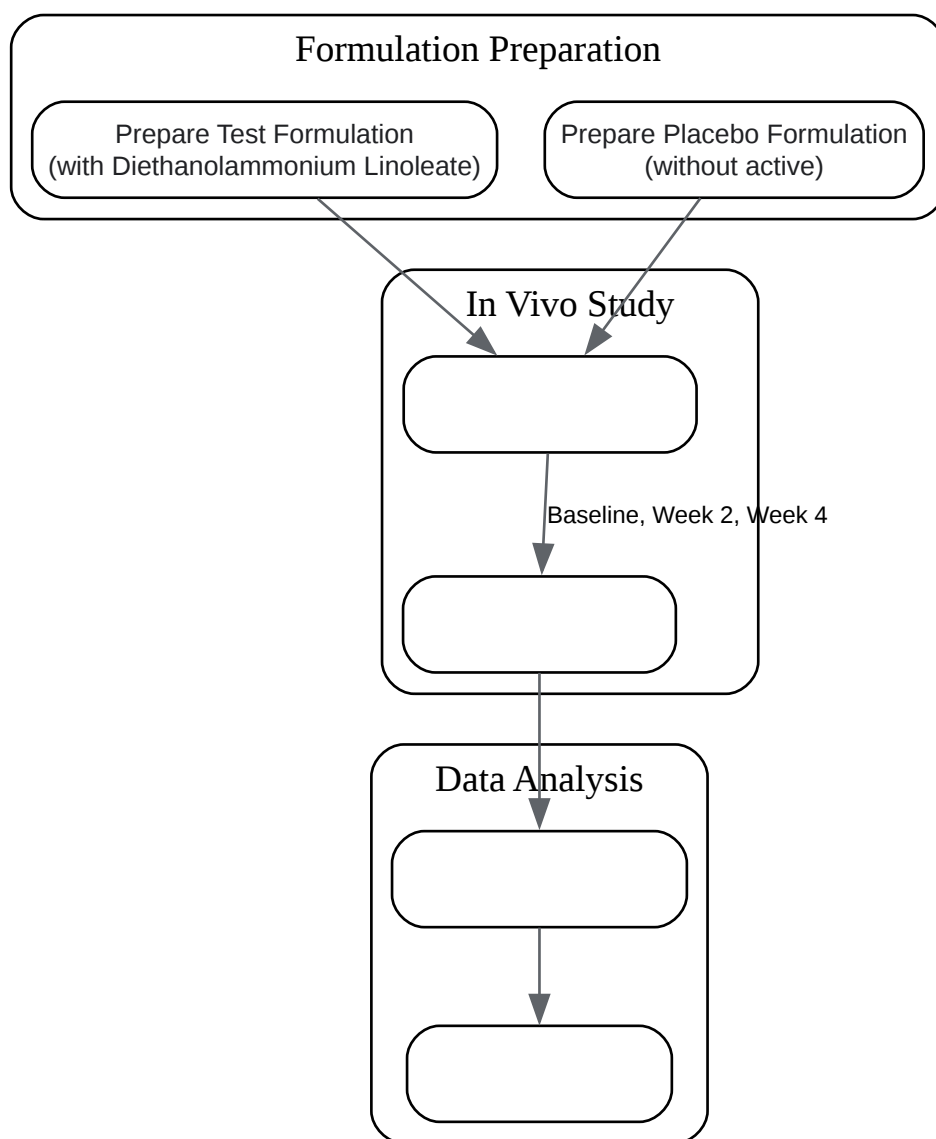 Formulation Preparation
Prepare Test Formulation
(with Diethanolammonium Linoleate)
Prepare Placebo Formulation
(without active)
In Vivo Study
Baseline, Week 2, Week 4
Data Analysis